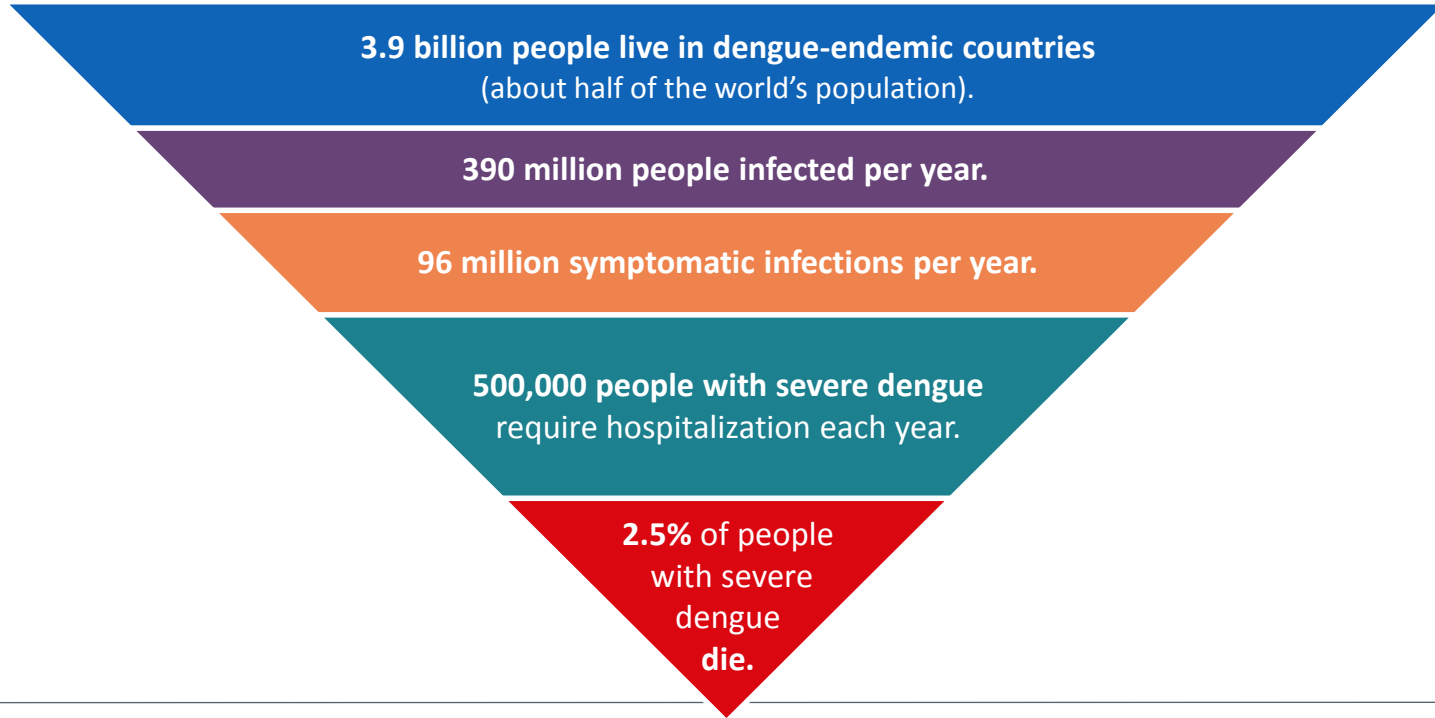 3.9 billion people live in dengue-endemic countries
(about half of the world’s population).
390 million people infected per year.
96 million symptomatic infections per year.
500,000 people with severe dengue
require hospitalization each year.
2.5% of people
with severe
dengue
die.